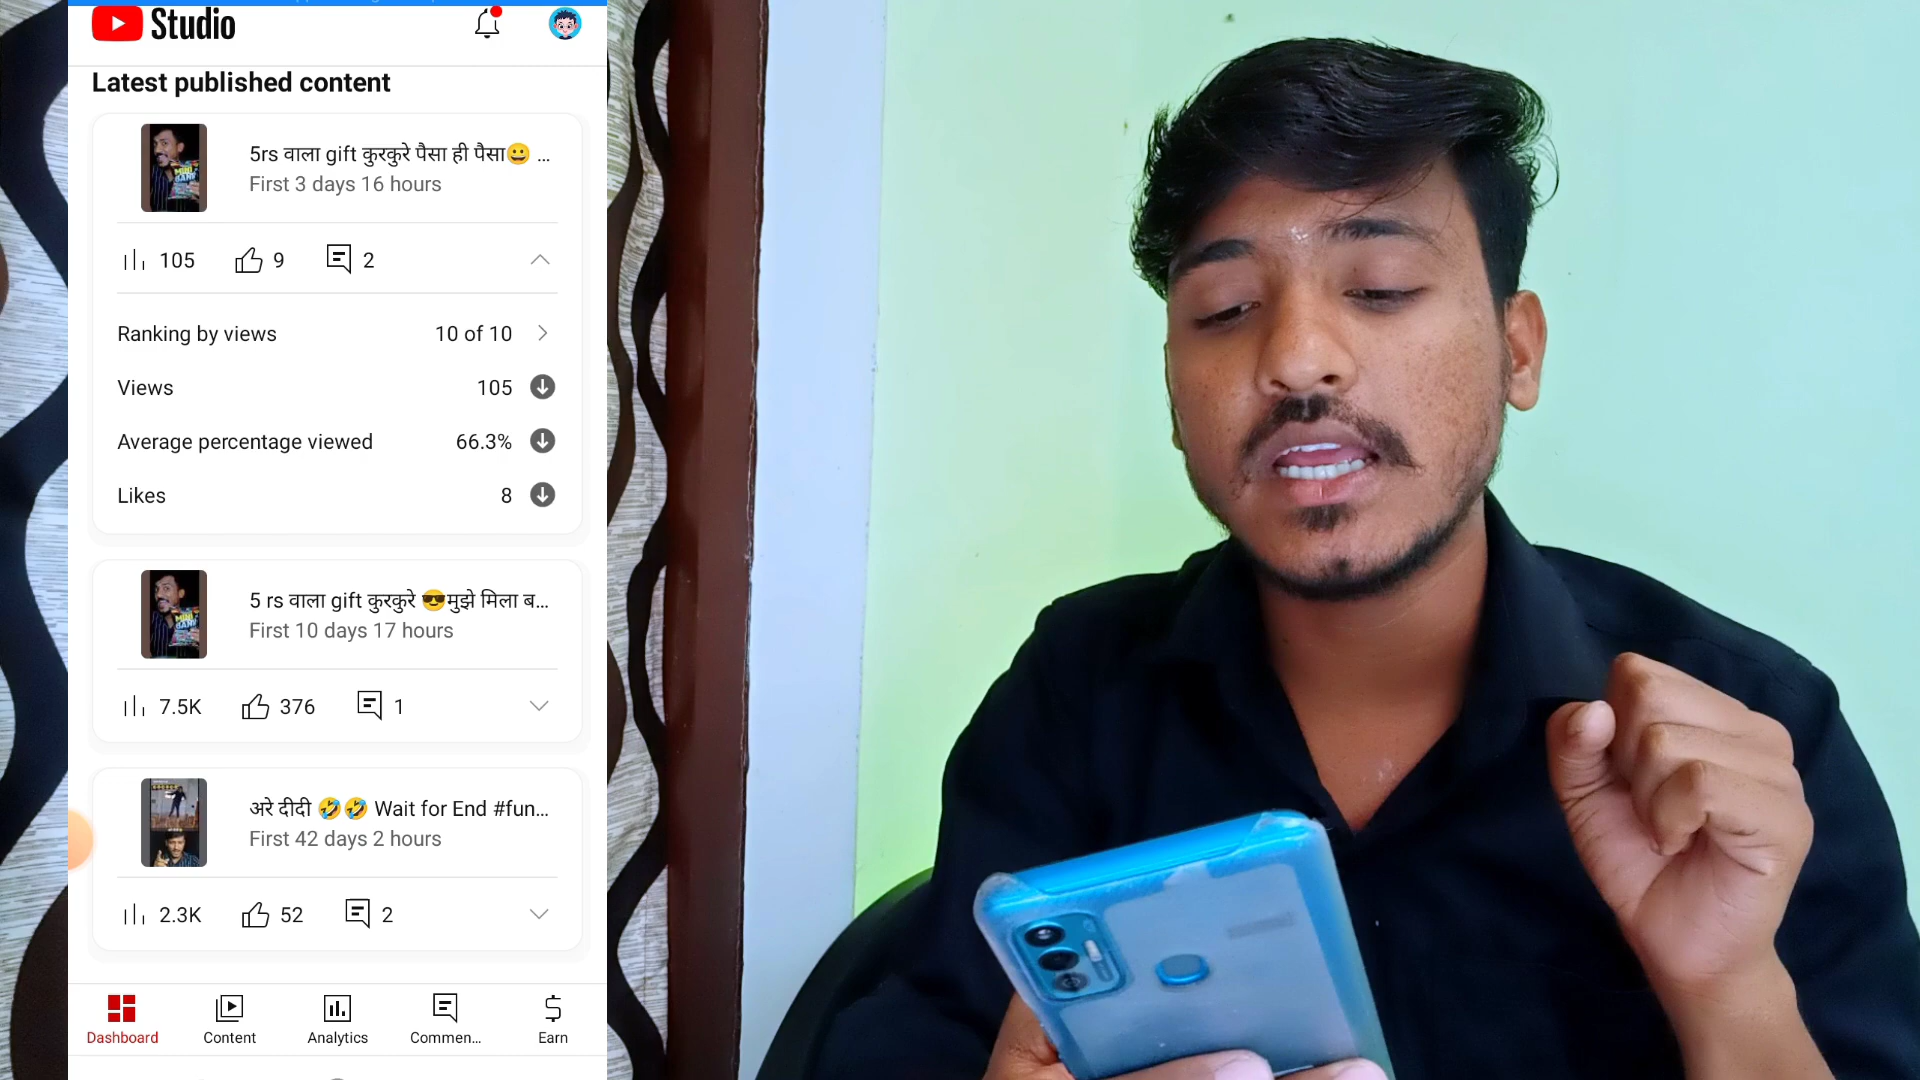 Studio
Latest published content
5rs वाला gift कुरकुरे पैसा ही पैसा😀 ...
First 3 days 16 hours
105 9 2
Ranking by views 10 of 10
Views 105
Average percentage viewed 66.3%
Likes 8
5 rs वाला gift कुरकुरे 😎मुझे मिला ब...
First 10 days 17 hours
7.5K 376 1
अरे दीदी 🤣🤣 Wait for End #fun...
First 42 days 2 hours
2.3K 52 2
Dashboard Content Analytics Commen... Earn